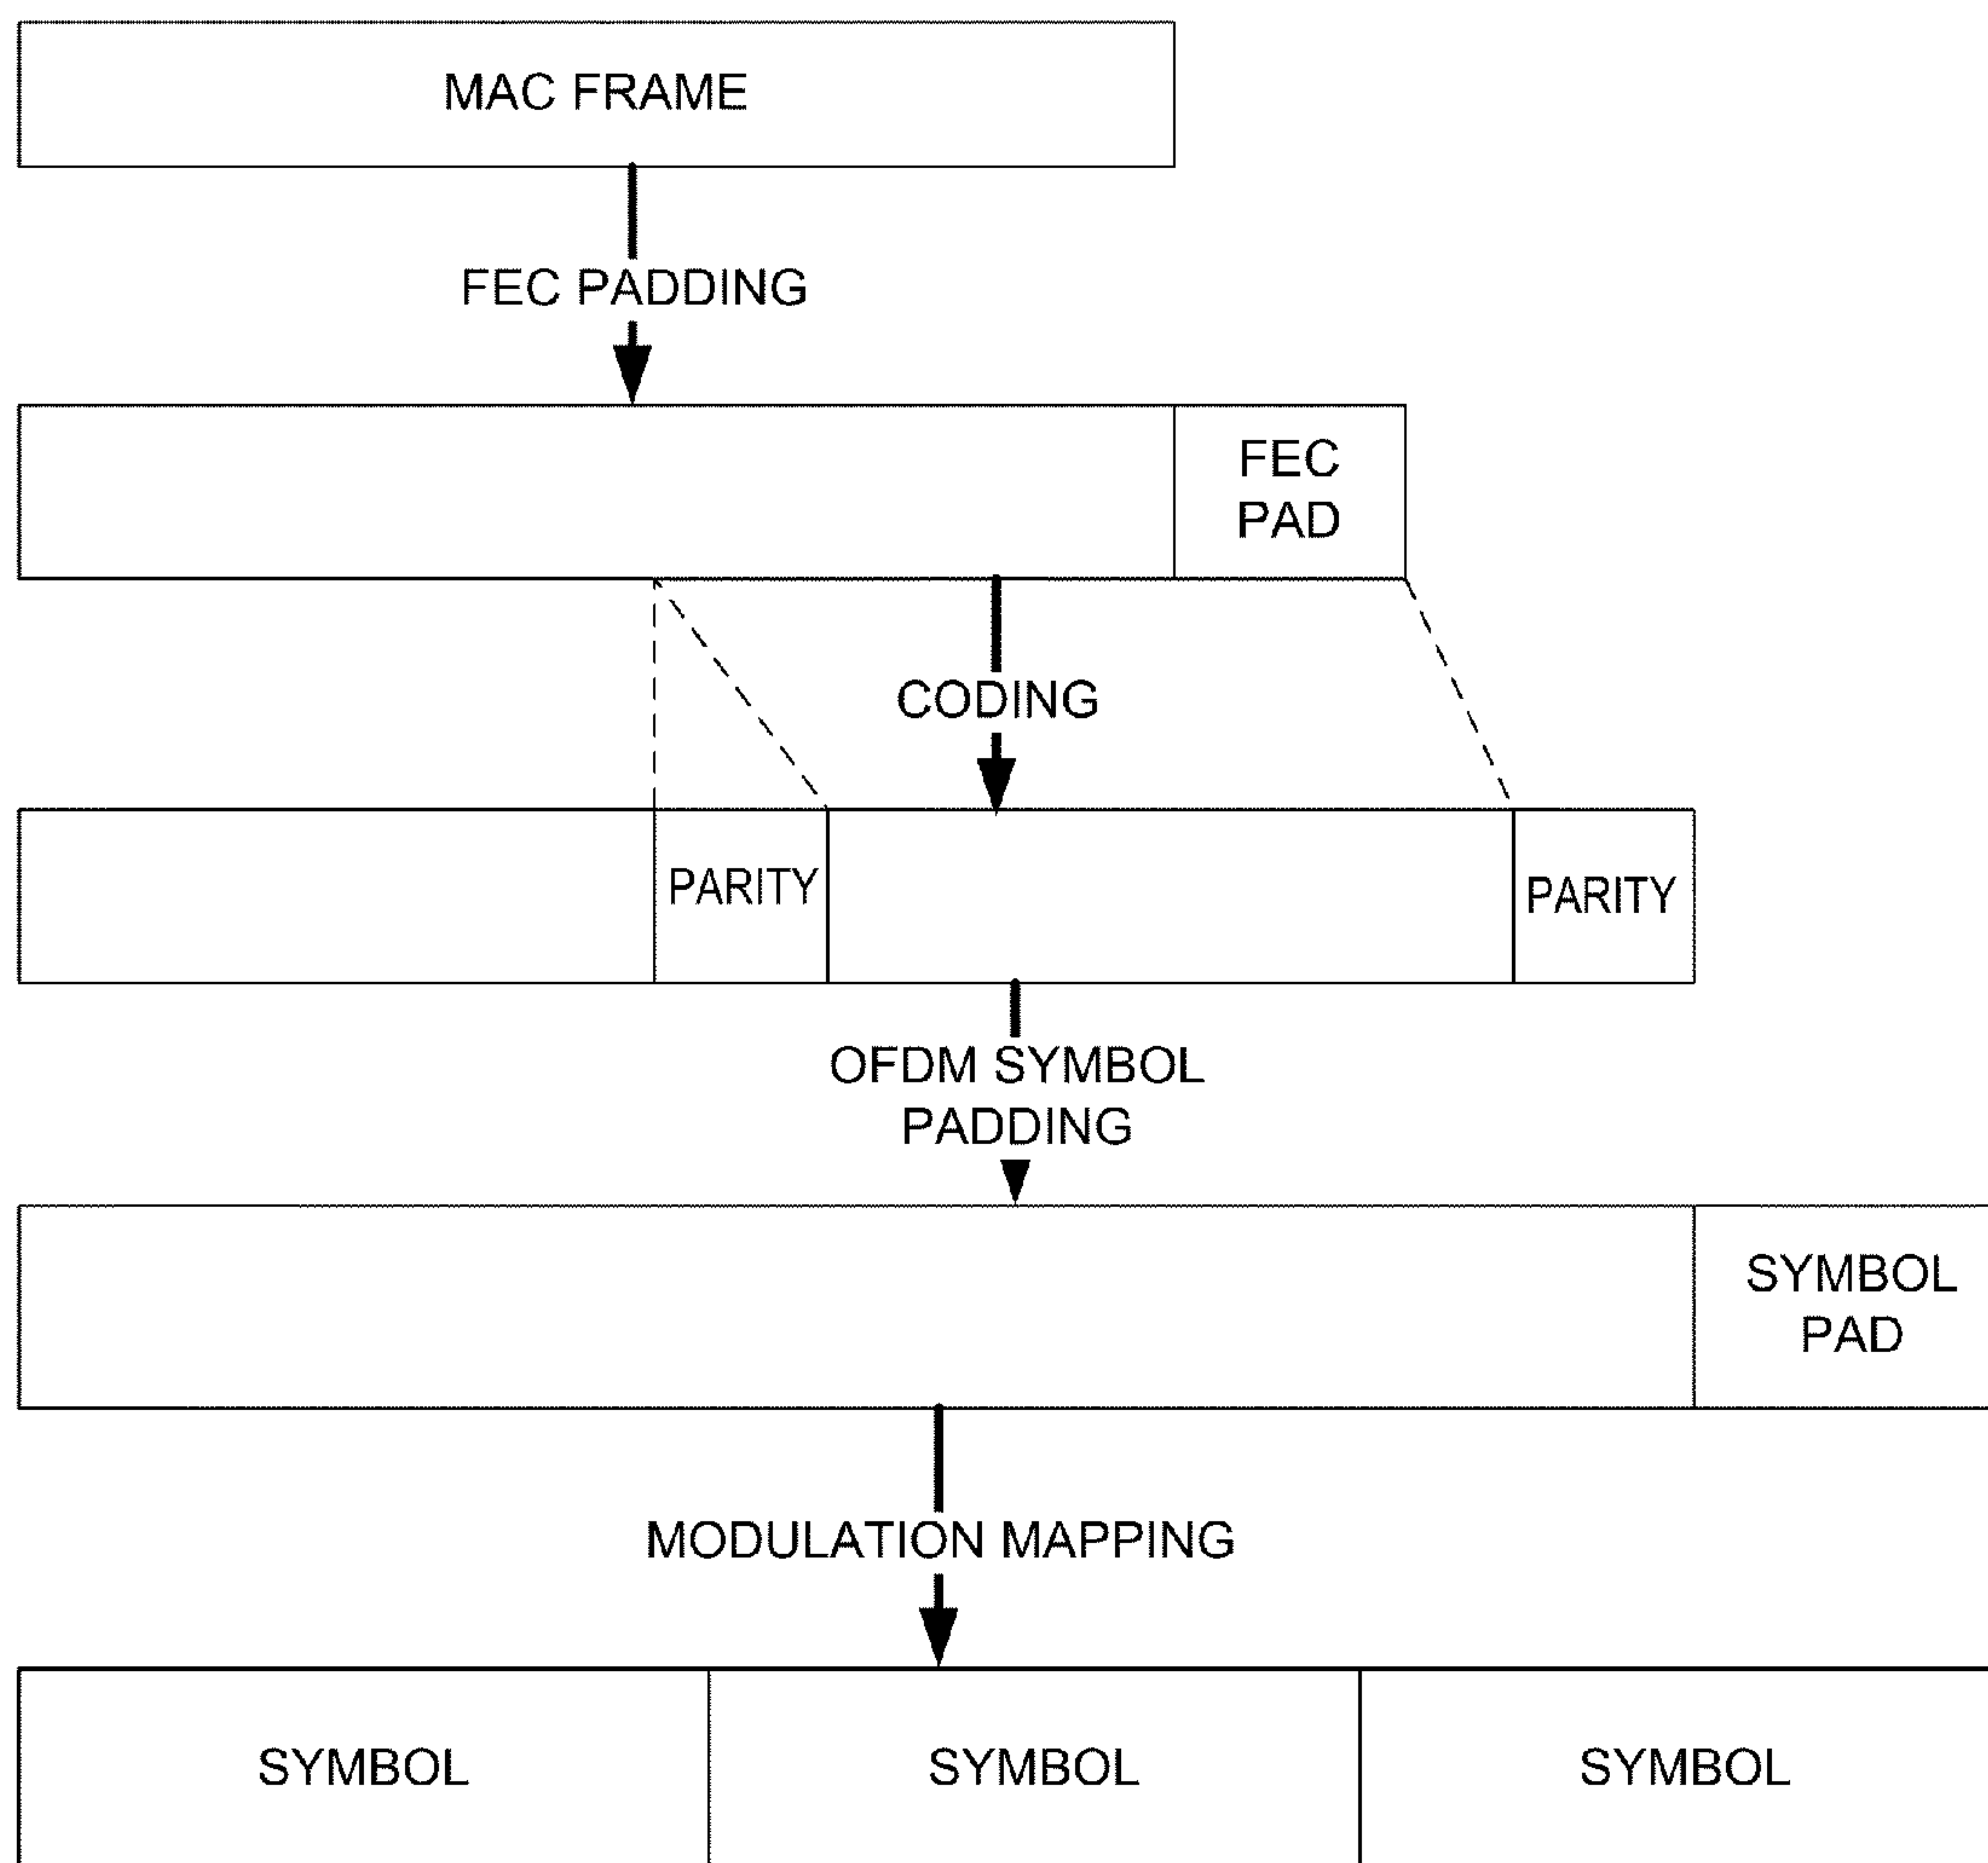 MAC FRAME
FEC PADDING
FEC
PAD
CODING
PARITY
PARITY
OFDM SYMBOL
PADDING
SYMBOL
PAD
MODULATION MAPPING
SYMBOL
SYMBOL
SYMBOL